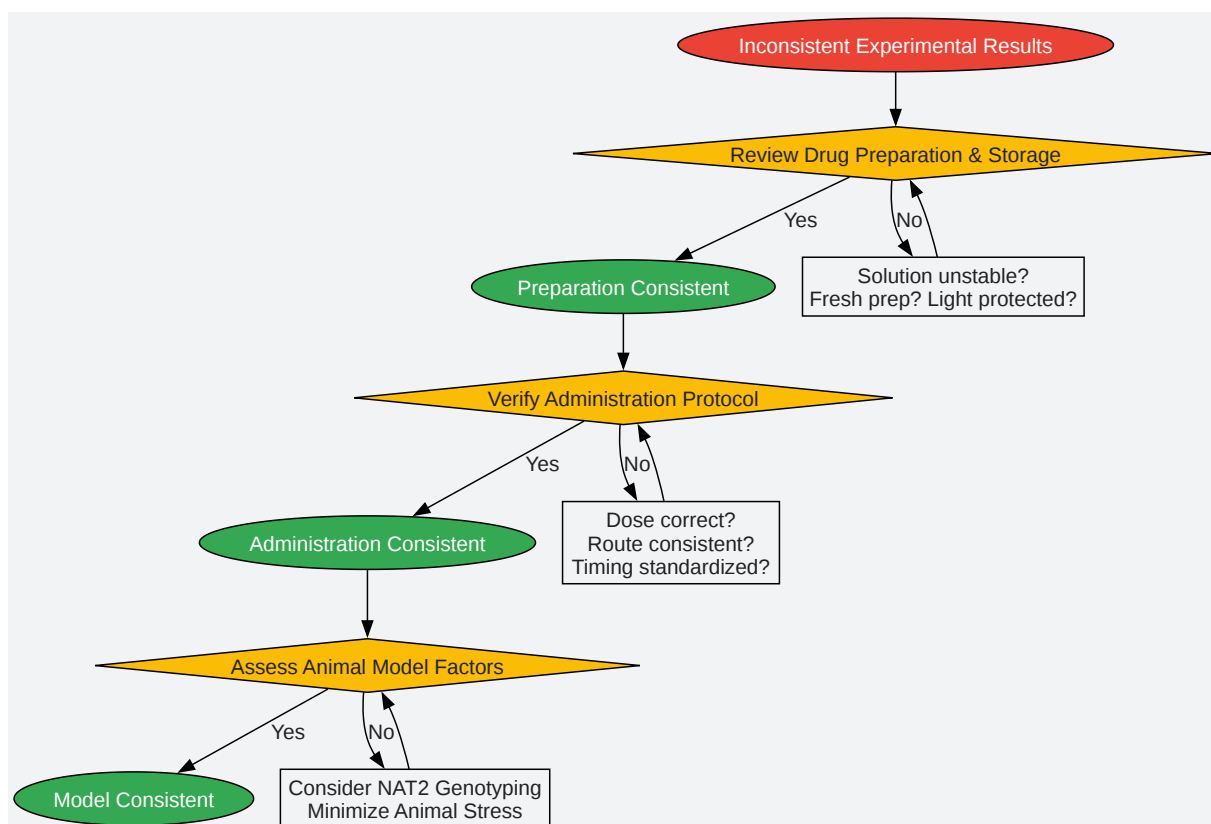 Inconsistent Experimental Results
Review Drug Preparation & Storage
Yes
No
Preparation Consistent
Solution unstable?
Fresh prep? Light protected?
Verify Administration Protocol
Yes
No
Administration Consistent
Dose correct?
Route consistent?
Timing standardized?
Assess Animal Model Factors
Yes
No
Model Consistent
Consider NAT2 Genotyping
Minimize Animal Stress